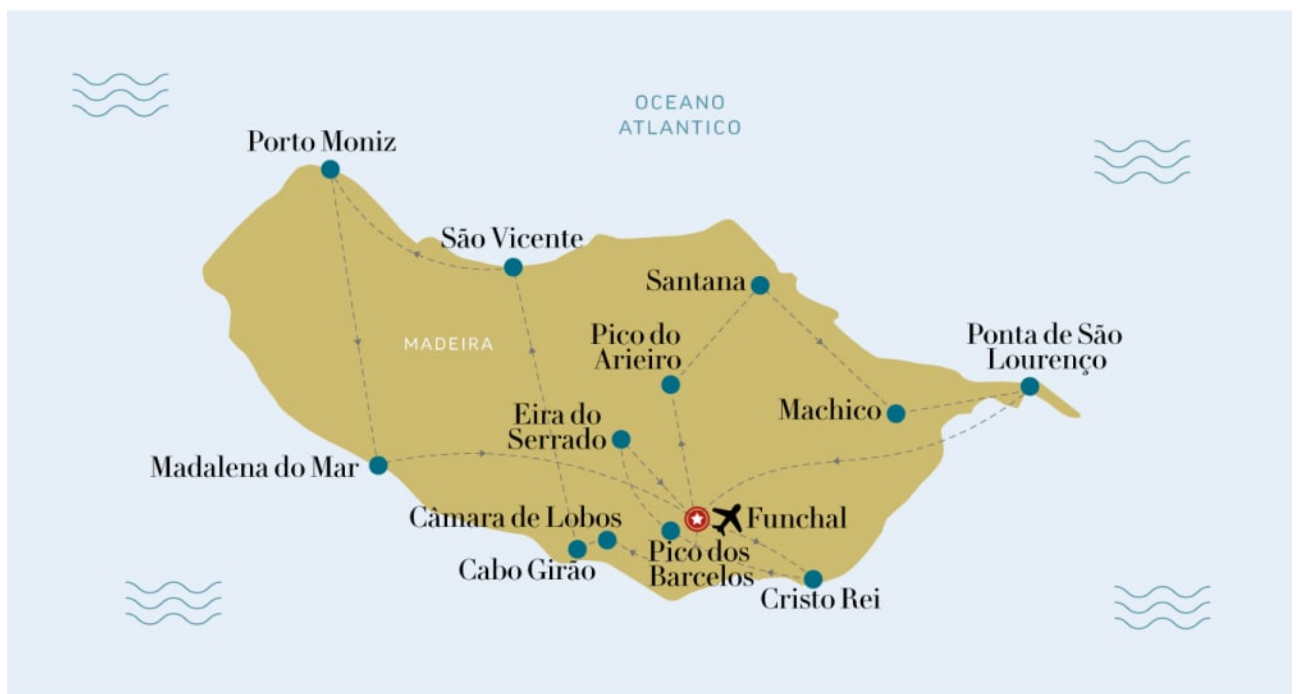 OCEANO
ATLANTICO
Porto Moniz
São Vicente
Santana
MADEIRA
Pico do
Arieiro
Ponta de São
Lourenço
Machico
Eira do
Serrado
Madalena do Mar
Câmara de Lobos
Funchal
Cabo Girão
Pico dos
Barcelos
Cristo Rei